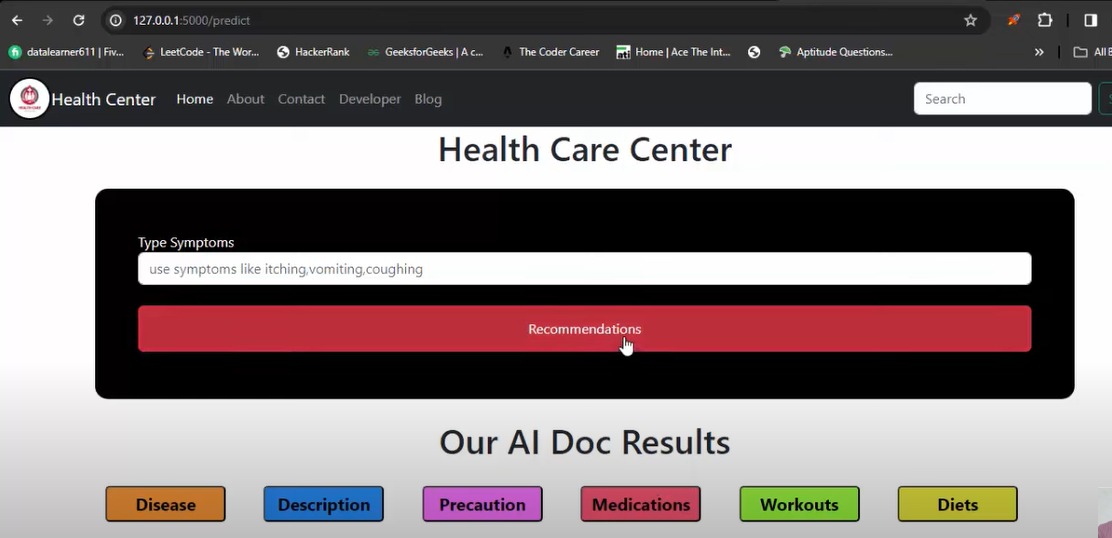 127.0.0.1:5000/predict
datalearner611 | Fiv... LeetCode - The Wor... HackerRank GeeksforGeeks | A c... The Coder Career Home | Ace The Int... Aptitude Questions... » All B
Health Center Home About Contact Developer Blog Search
Health Care Center
Type Symptoms
use symptoms like itching,vomiting,coughing
Recommendations
Our AI Doc Results
Disease Description Precaution Medications Workouts Diets